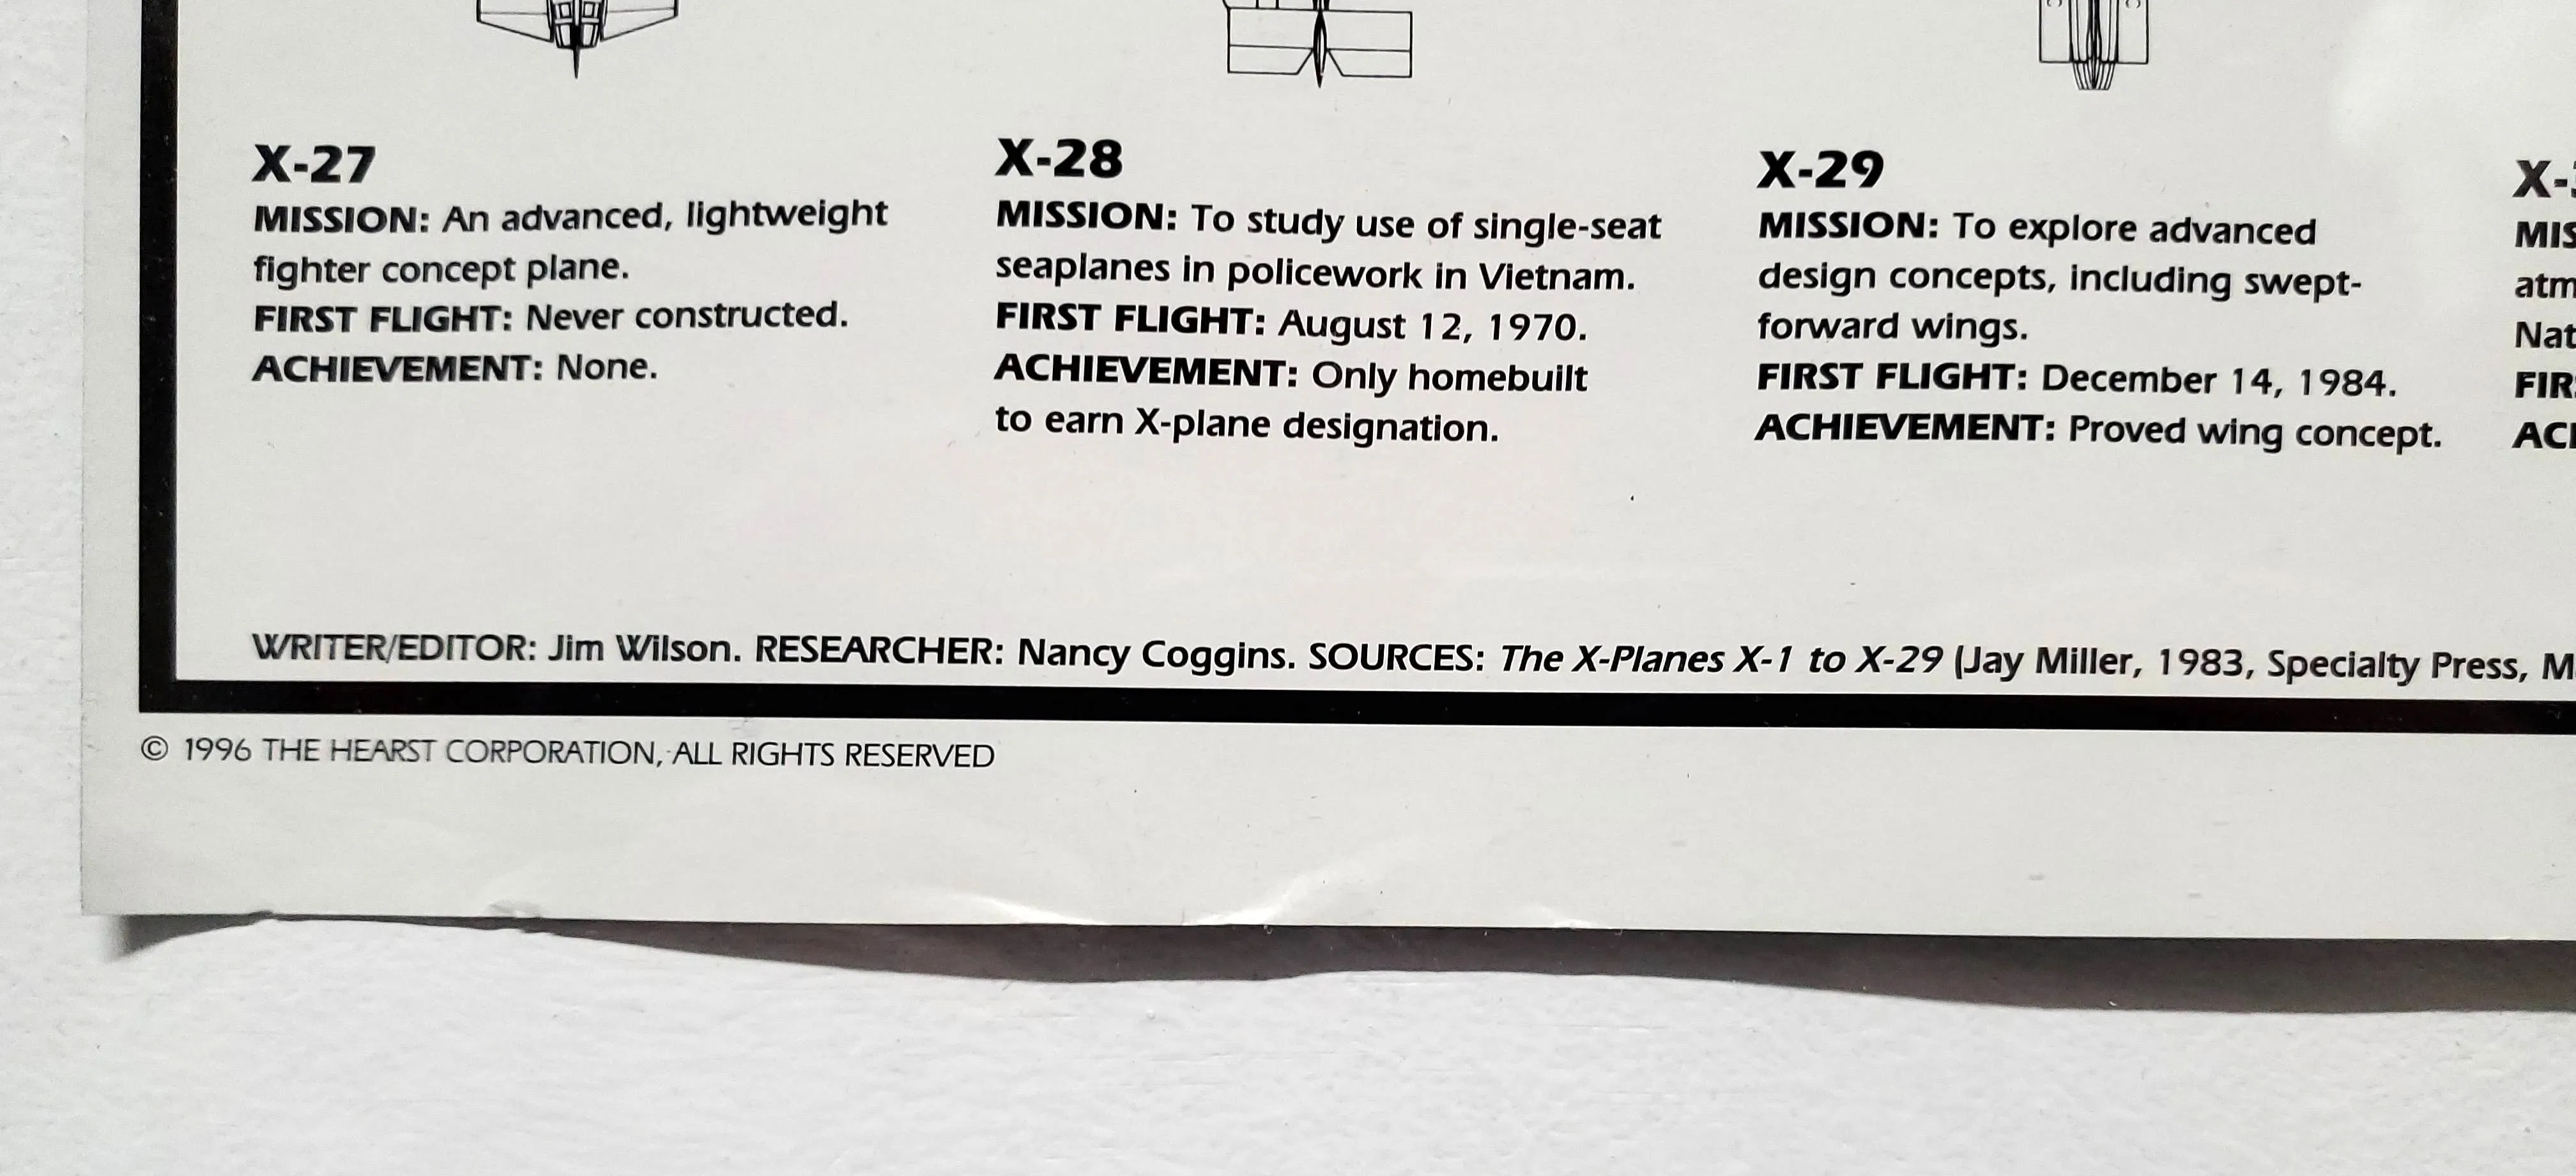 X-27
MISSION: An advanced, lightweight
fighter concept plane.
FIRST FLIGHT: Never constructed.
ACHIEVEMENT: None.
X-28
MISSION: To study use of single-seat
seaplanes in policework in Vietnam.
FIRST FLIGHT: August 12, 1970.
ACHIEVEMENT: Only homebuilt
to earn X-plane designation.
X-29
MISSION: To explore advanced
design concepts, including swept-
forward wings.
FIRST FLIGHT: December 14, 1984.
ACHIEVEMENT: Proved wing concept.
WRITER/EDITOR: Jim Wilson. RESEARCHER: Nancy Coggins. SOURCES: The X-Planes X-1 to X-29 (Jay Miller, 1983, Specialty Press,
© 1996 THE HEARST CORPORATION, ALL RIGHTS RESERVED